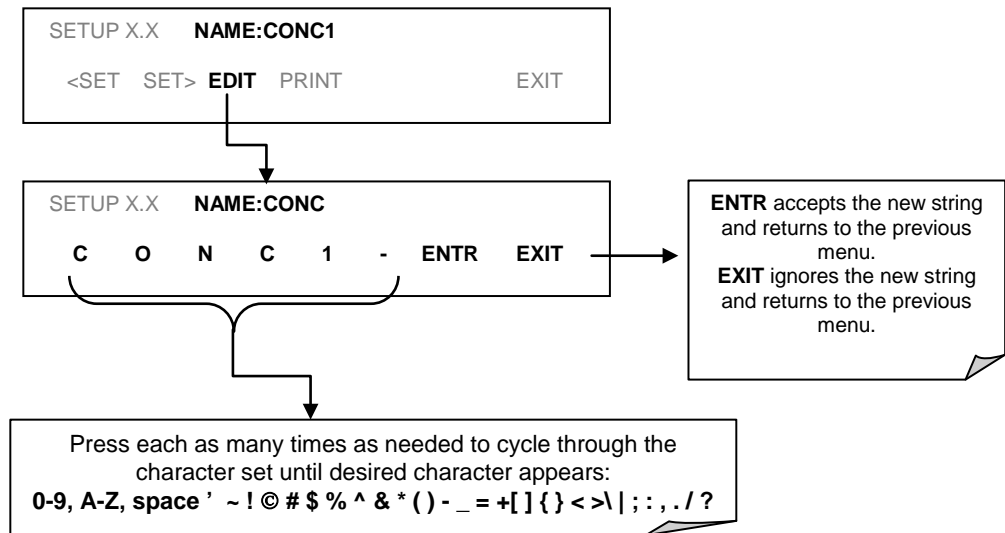 SETUP X.X NAME:CONC1
<SET SET> EDIT PRINT EXIT
SETUP X.X NAME:CONC
C O N C 1 - ENTR EXIT
ENTR accepts the new string
and returns to the previous
menu.
EXIT ignores the new string
and returns to the previous
menu.
Press each as many times as needed to cycle through the
character set until desired character appears:
0-9, A-Z, space ’ ~ ! © # $ % ^ & * ( ) - _ = +[ ] { } < >\ | ; : , . / ?